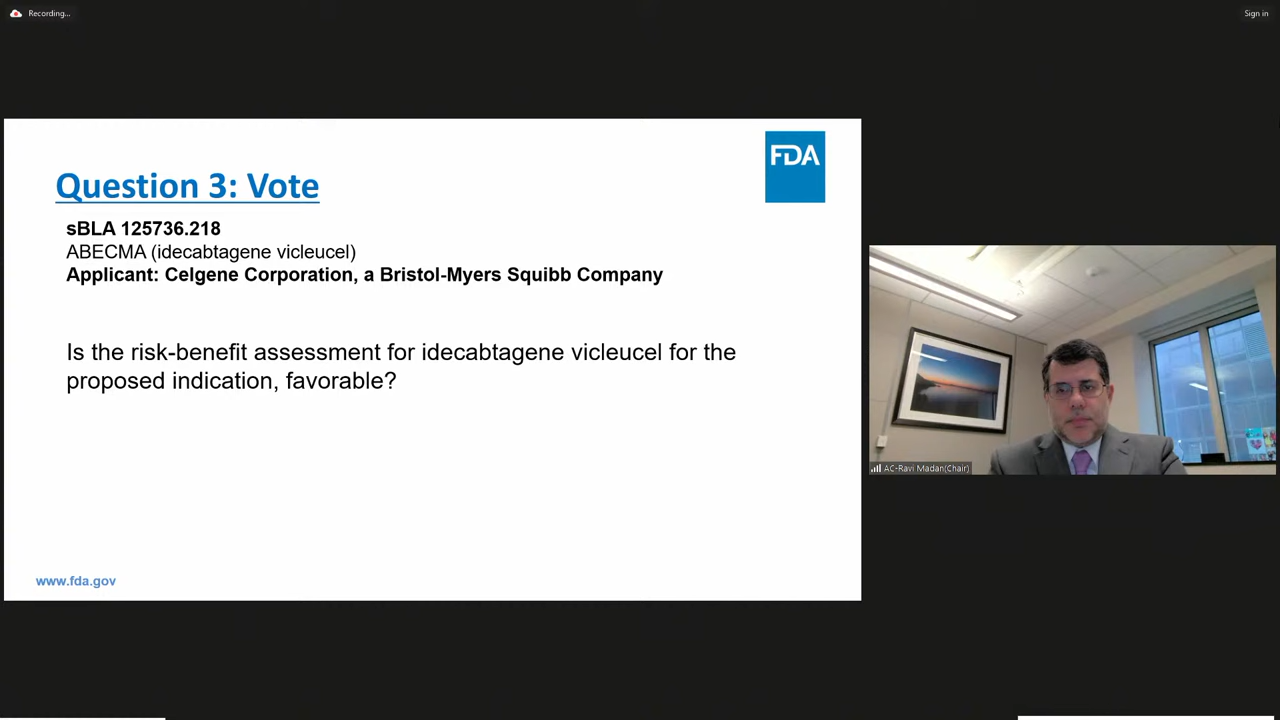 Recording...
Sign in
FDA
Question 3: Vote
sBLA 125736.218
ABECMA (idecabtagene vicleucel)
Applicant: Celgene Corporation, a Bristol-Myers Squibb Company
Is the risk-benefit assessment for idecabtagene vicleucel for the
proposed indication, favorable?
AC-Ravi Madan(Chair)
www.fda.gov